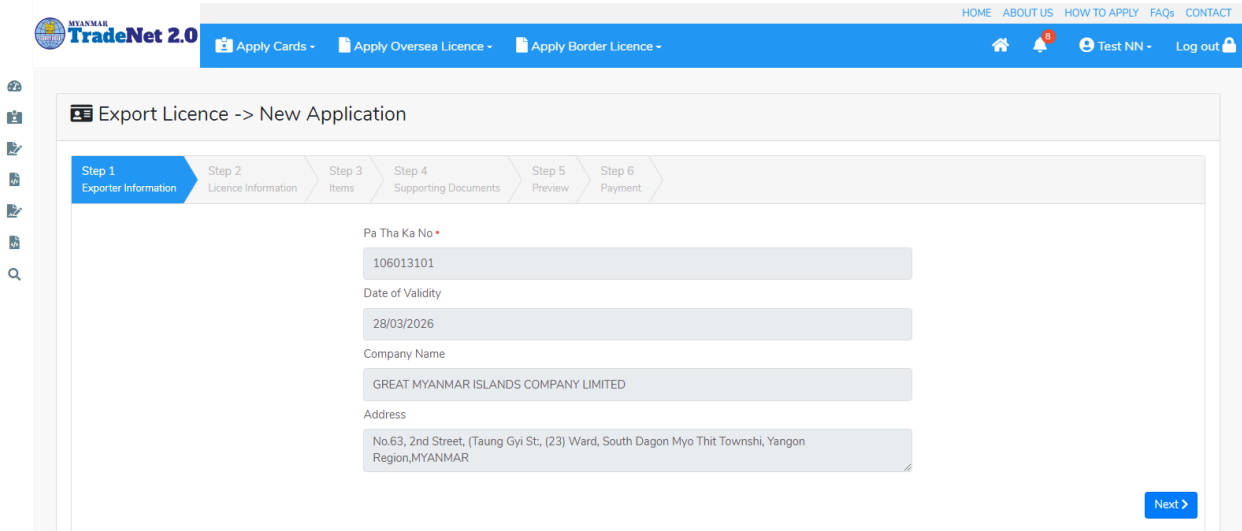 HOME ABOUT US HOW TO APPLY FAQs CONTACT
MYANMAR
TradeNet 2.0
Apply Cards
Apply Oversea Licence
Apply Border Licence
8
Test NN
Log out
Export Licence -> New Application
Step 1
Exporter Information
Step 2
Licence Information
Step 3
Items
Step 4
Supporting Documents
Step 5
Preview
Step 6
Payment
Pa Tha Ka No *
106013101
Date of Validity
28/03/2026
Company Name
GREAT MYANMAR ISLANDS COMPANY LIMITED
Address
No.63, 2nd Street, (Taung Gyi St:, (23) Ward, South Dagon Myo Thit Townshi, Yangon
Region,MYANMAR
Next